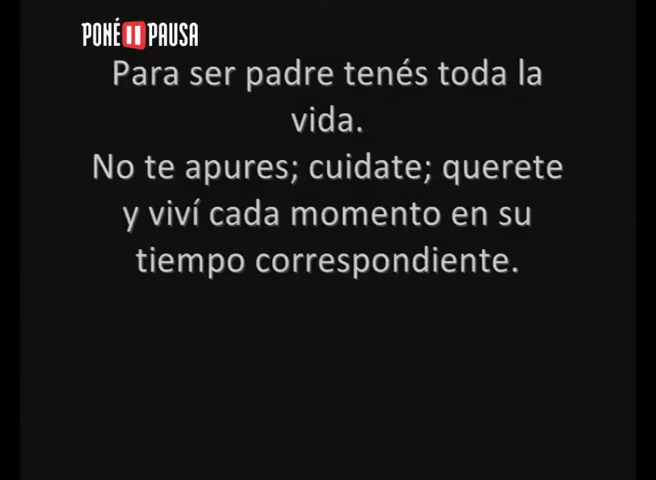 PONÉ PAUSA
Para ser padre tenés toda la
vida.
No te apures; cuidate; querete
y viví cada momento en su
tiempo correspondiente.